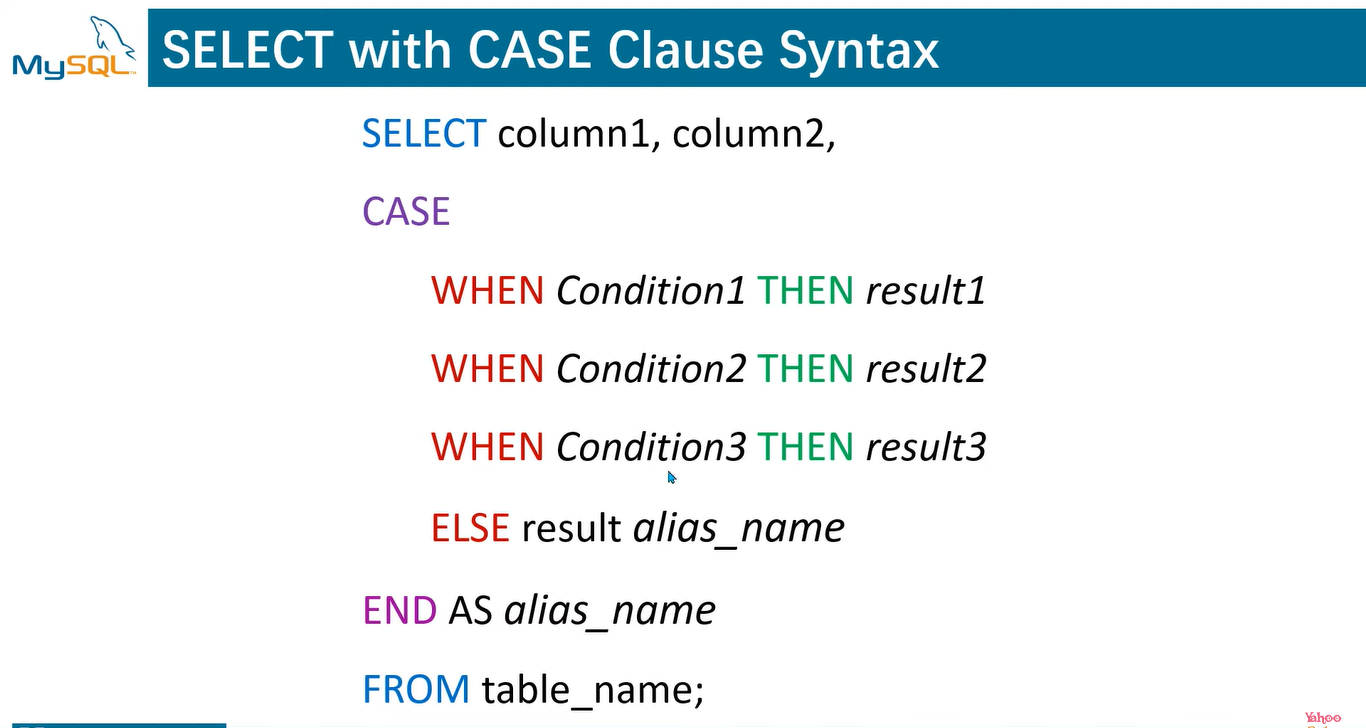 MySQL™
SELECT with CASE Clause Syntax
SELECT column1, column2,
CASE
WHEN Condition1 THEN result1
WHEN Condition2 THEN result2
WHEN Condition3 THEN result3
ELSE result alias_name
END AS alias_name
FROM table_name;
Yahoo